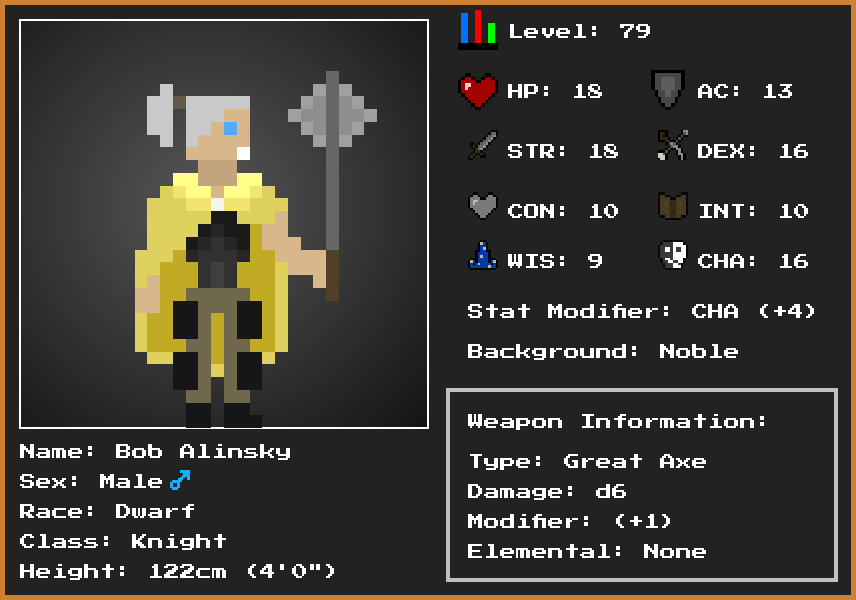 Level: 79
HP: 18 AC: 13
STR: 18 DEX: 16
CON: 10 INT: 10
WIS: 9 CHA: 16
Stat Modifier: CHA (+4)
Background: Noble
Weapon Information:
Type: Great Axe
Damage: d6
Modifier: (+1)
Elemental: None
Name: Bob Alinsky
Sex: Male ♂
Race: Dwarf
Class: Knight
Height: 122cm (4'0")